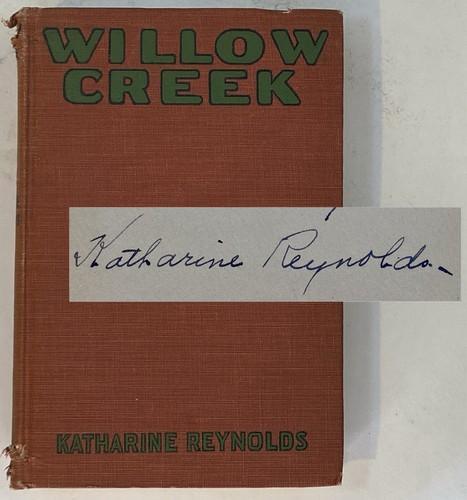 WILLOW
CREEK
Katharine Reynolds
KATHARINE REYNOLDS